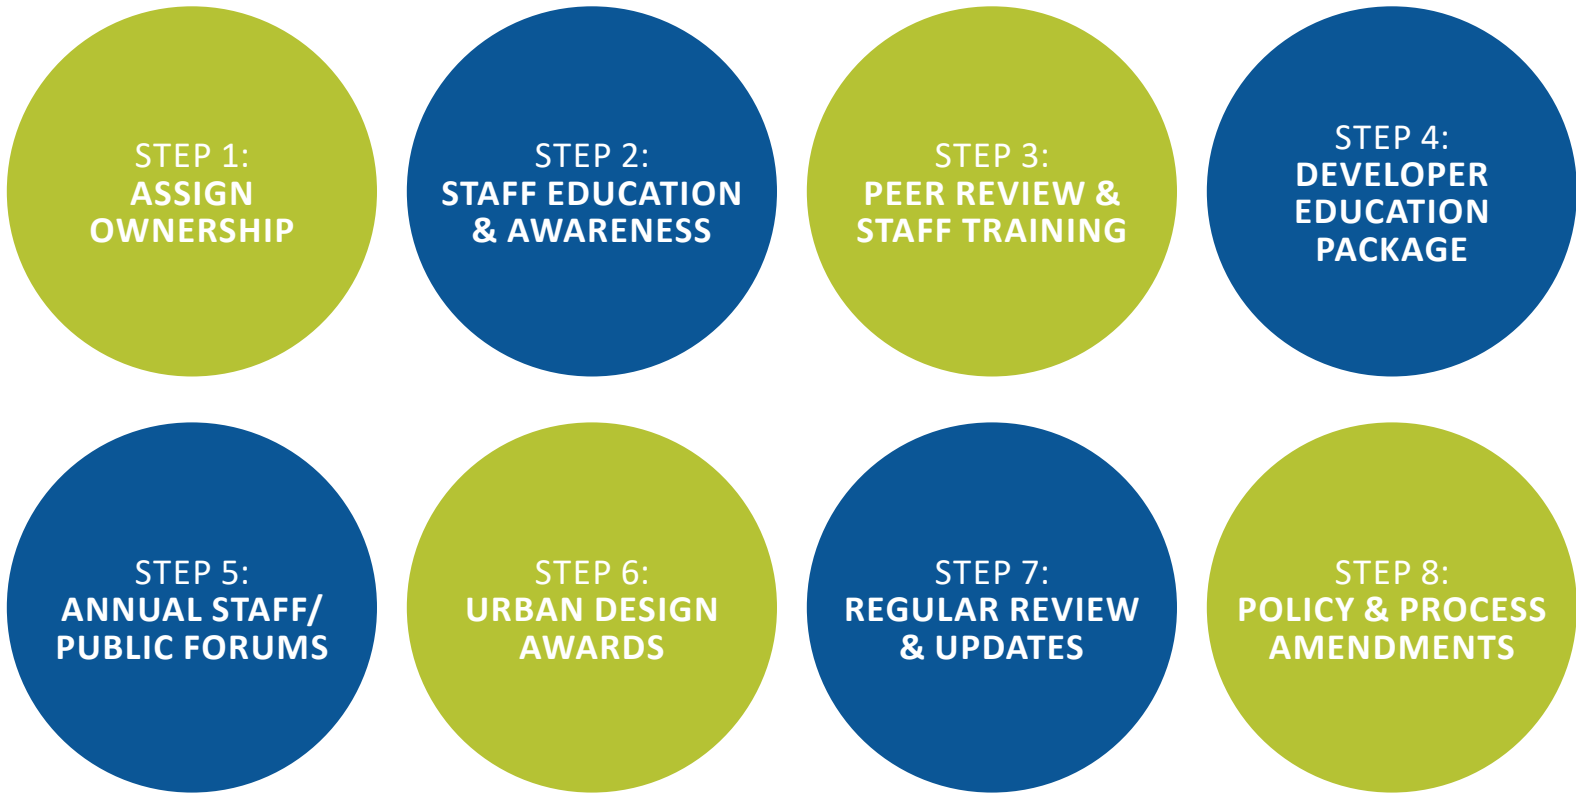 STEP 1:
ASSIGN
OWNERSHIP
STEP 2:
STAFF EDUCATION
& AWARENESS
STEP 3:
PEER REVIEW &
STAFF TRAINING
STEP 4:
DEVELOPER
EDUCATION
PACKAGE
STEP 5:
ANNUAL STAFF/
PUBLIC FORUMS
STEP 6:
URBAN DESIGN
AWARDS
STEP 7:
REGULAR REVIEW
& UPDATES
STEP 8:
POLICY & PROCESS
AMENDMENTS